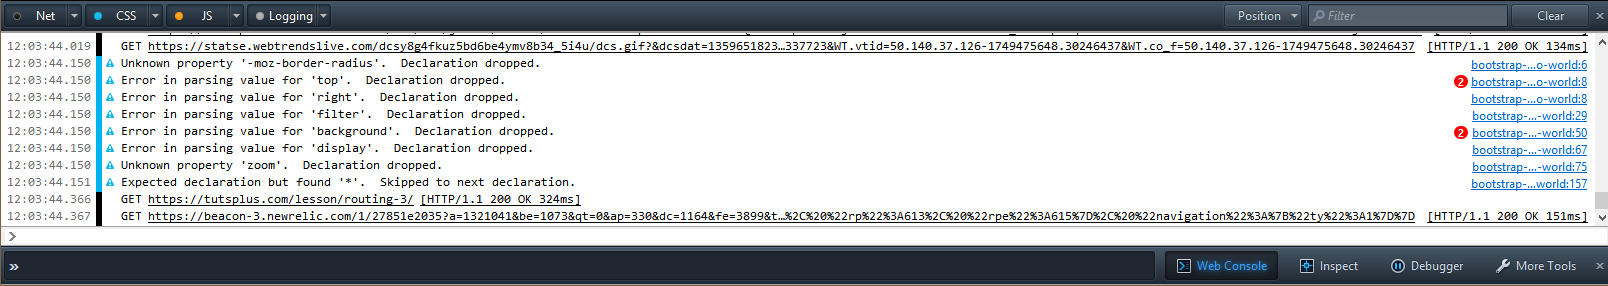 Net CSS JS Logging Position Filter Clear
12:03:44.019 GET https://statse.webtrendslive.com/dcsy8g4fkuz5bd6be4ymv8b34_5i4u/dcs.gif?&dcsdat=1359651823…337723&WT.vtid=50.140.37.126-1749475648.30246437&WT.co_f=50.140.37.126-1749475648.30246437 [HTTP/1.1 200 OK 134ms]
12:03:44.150 Unknown property '-moz-border-radius'. Declaration dropped. bootstrap-...o-world:6
12:03:44.150 Error in parsing value for 'top'. Declaration dropped. 2 bootstrap-...o-world:8
12:03:44.150 Error in parsing value for 'right'. Declaration dropped. bootstrap-...o-world:8
12:03:44.150 Error in parsing value for 'filter'. Declaration dropped. bootstrap-...-world:29
12:03:44.150 Error in parsing value for 'background'. Declaration dropped. 2 bootstrap-...-world:50
12:03:44.150 Error in parsing value for 'display'. Declaration dropped. bootstrap-...-world:67
12:03:44.150 Unknown property 'zoom'. Declaration dropped. bootstrap-...-world:75
12:03:44.151 Expected declaration but found '*'. Skipped to next declaration. bootstrap-...world:157
12:03:44.366 GET https://tutsplus.com/lesson/routing-3/ [HTTP/1.1 200 OK 324ms]
12:03:44.367 GET https://beacon-3.newrelic.com/1/27851e2035?a=1321041&be=1073&qt=0&ap=330&dc=1164&fe=3899&t…%2C%20%22rp%22%3A613%2C%20%22rpe%22%3A615%7D%2C%20%22navigation%22%3A%7B%22ty%22%3A1%7D%7D [HTTP/1.1 200 OK 151ms]
>
» Web Console Inspect Debugger More Tools